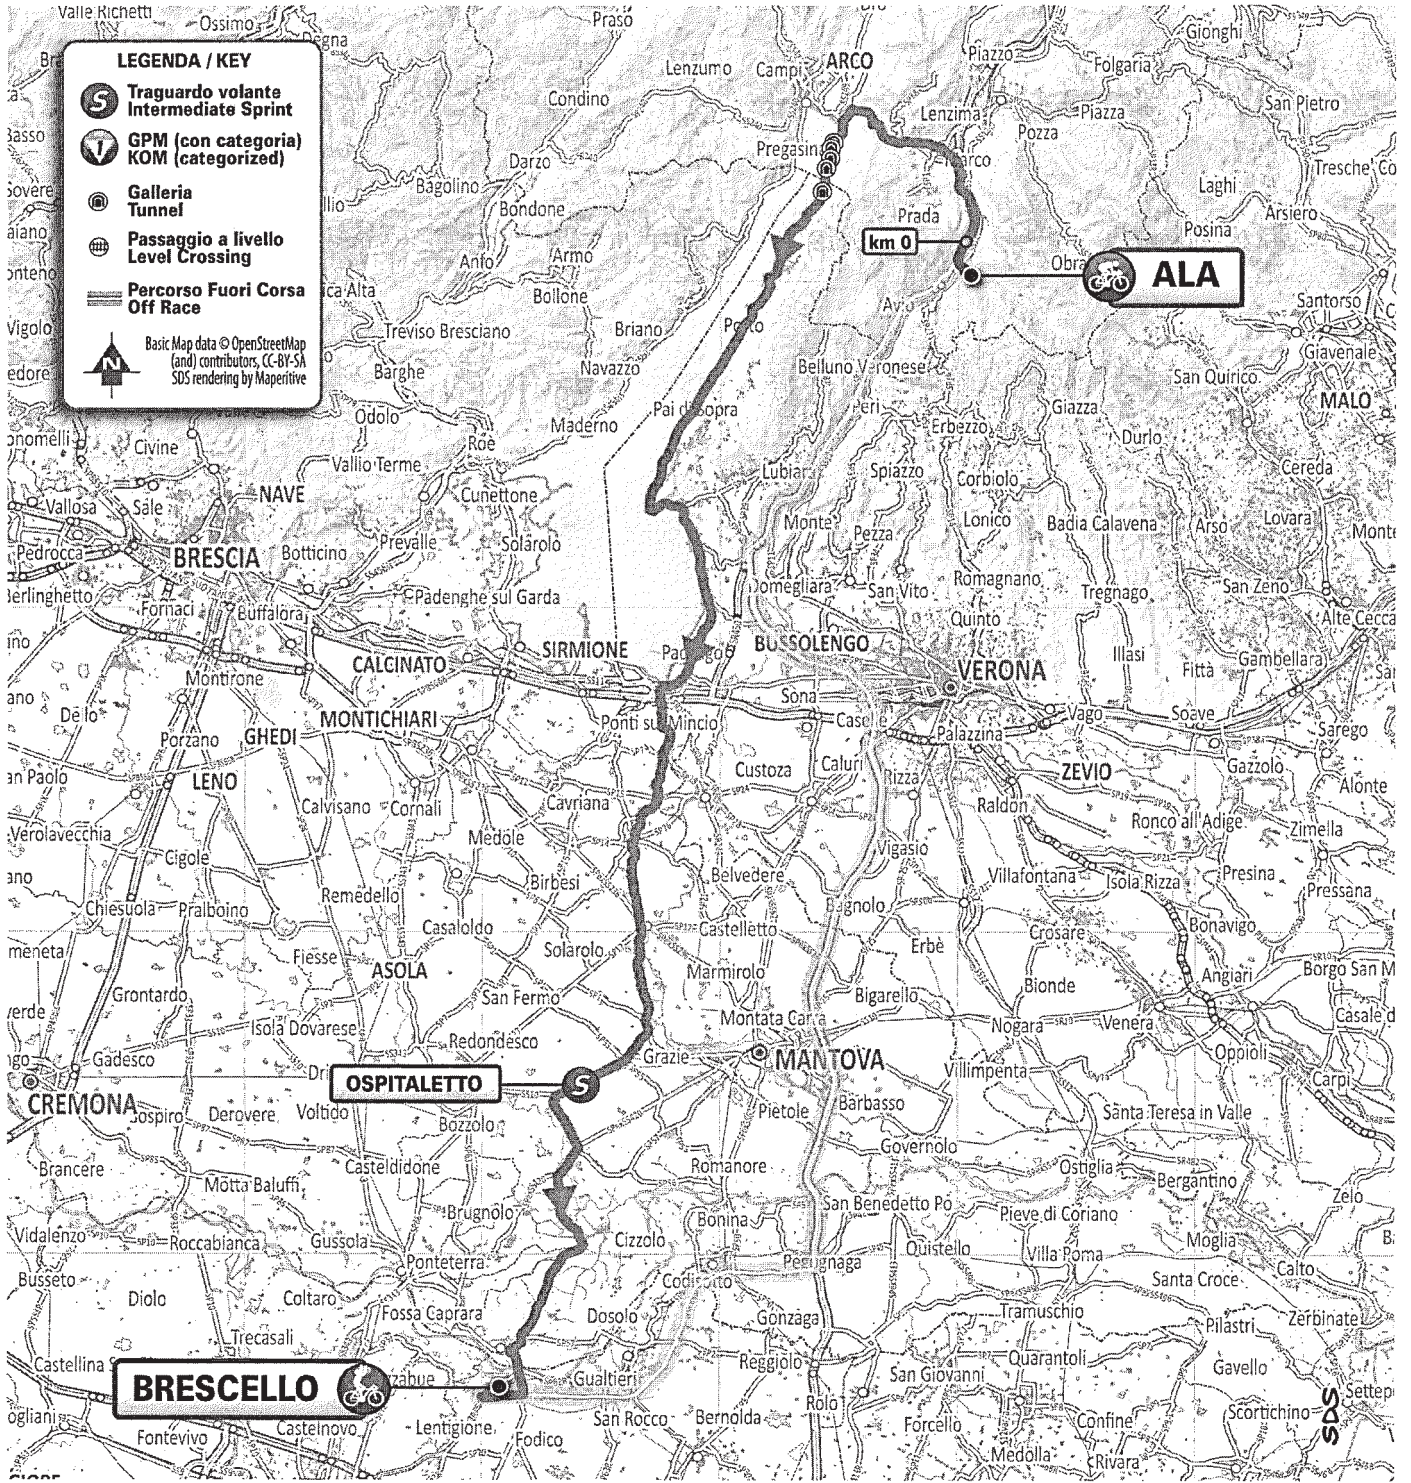 Valle Richetti
Ossimo
Praso
Gionghi
LEGENDA / KEY
S
Traguardo volante
Intermediate Sprint
1
GPM (con categoria)
KOM (categorized)
Galleria
Tunnel
Passaggio a livello
Level Crossing
Percorso Fuori Corsa
Off Race
N
Basic Map data © OpenStreetMap
(and) contributors, CC-BY-SA
SDS rendering by Maperitive
Lenzumo
Campi
ARCO
Piazzo
Folgaria
Condino
Lenzima
Piazza
San Pietro
Pozza
Darzo
Bagolino
Laghi
Bondone
Prada
Arsiero
Posina
km 0
Anfo
Armo
ALA
Bollone
Santorso
Treviso Bresciano
Briano
Giavenale
Barghe
Navazzo
Belluno Veronese
San Quirico
MALO
Odolo
Maderno
Pai di Sopra
Erbezzo
Giazza
Durlo
Civine
Roè
Vallio Terme
Spiazzo
Cereda
NAVE
Cunettone
Corbiolo
Vallosa
Sale
Lonico
Badia Calavena
Arso
Lovara
Monte
Pezza
Pedrocca
BRESCIA
Botticino
Prevalle
Solarolo
Berlinghetto
Fornaci
Buffalora
Padenghe sul Garda
Domegliara
San Vito
Romagnano
Tregnago
San Zeno
Quinto
Alte Cecca
CALCINATO
SIRMIONE
BUSSOLENGO
VERONA
Illasi
Fittà
Gambellara
Montirone
Sona
Dello
MONTICHIARI
Ponti sul Mincio
Caselle
Vago
Soave
Porzano
GHEDI
Palazzina
Sarego
LENO
Custoza
Caluri
Rizza
ZEVIO
Gazzolo
Alonte
Calvisano
Cornali
Cavriana
Raldon
Ronco all'Adige
Zimella
Verolavecchia
Cigole
Medole
Vigasio
Remedello
Birbesi
Belvedere
Villafontana
Isola Rizza
Presina
Pressana
Chiesuola
Pralboino
Casaloldo
Castelletto
Bagnolo
Erbè
Crosare
Bonavigo
Fiesse
ASOLA
Solarolo
Marmirolo
Angiari
Borgo San M
Grontardo
San Fermo
Bigarello
Bionde
Casale d
Isola Dovarese
Redondesco
Montata Carra
Nogara
Venera
Gadesco
Grazie
MANTOVA
Villimpenta
Oppioli
OSPITALETTO
S
Carpi
CREMONA
Derovere
Voltido
Bozzolo
Pietole
Barbasso
Santa Teresa in Valle
Brancere
Casteldidone
Romanore
Governolo
Ostiglia
Motta Baluffi
Bergantino
Zelo
Vidalenzo
Roccabianca
Gussola
Brugnolo
Cizzolo
Bonina
San Benedetto Po
Pieve di Coriano
Moglia
Busseto
Ponteterra
Codisotto
Pegognaga
Quistello
Villa Poma
Calto
Diolo
Coltaro
Santa Croce
Fossa Caprara
Dosolo
Gonzaga
Tramuschio
Zerbinate
Trecasali
Pilastri
Castellina
Reggiolo
Quarantoli
Gavello
BRESCELLO
Gualtieri
San Giovanni
Rolo
Castelnovo
Lentigione
San Rocco
Bernolda
Forcello
Confine
Scortichino
SDS
Fontevivo
Fodico
Medolla
Rivara